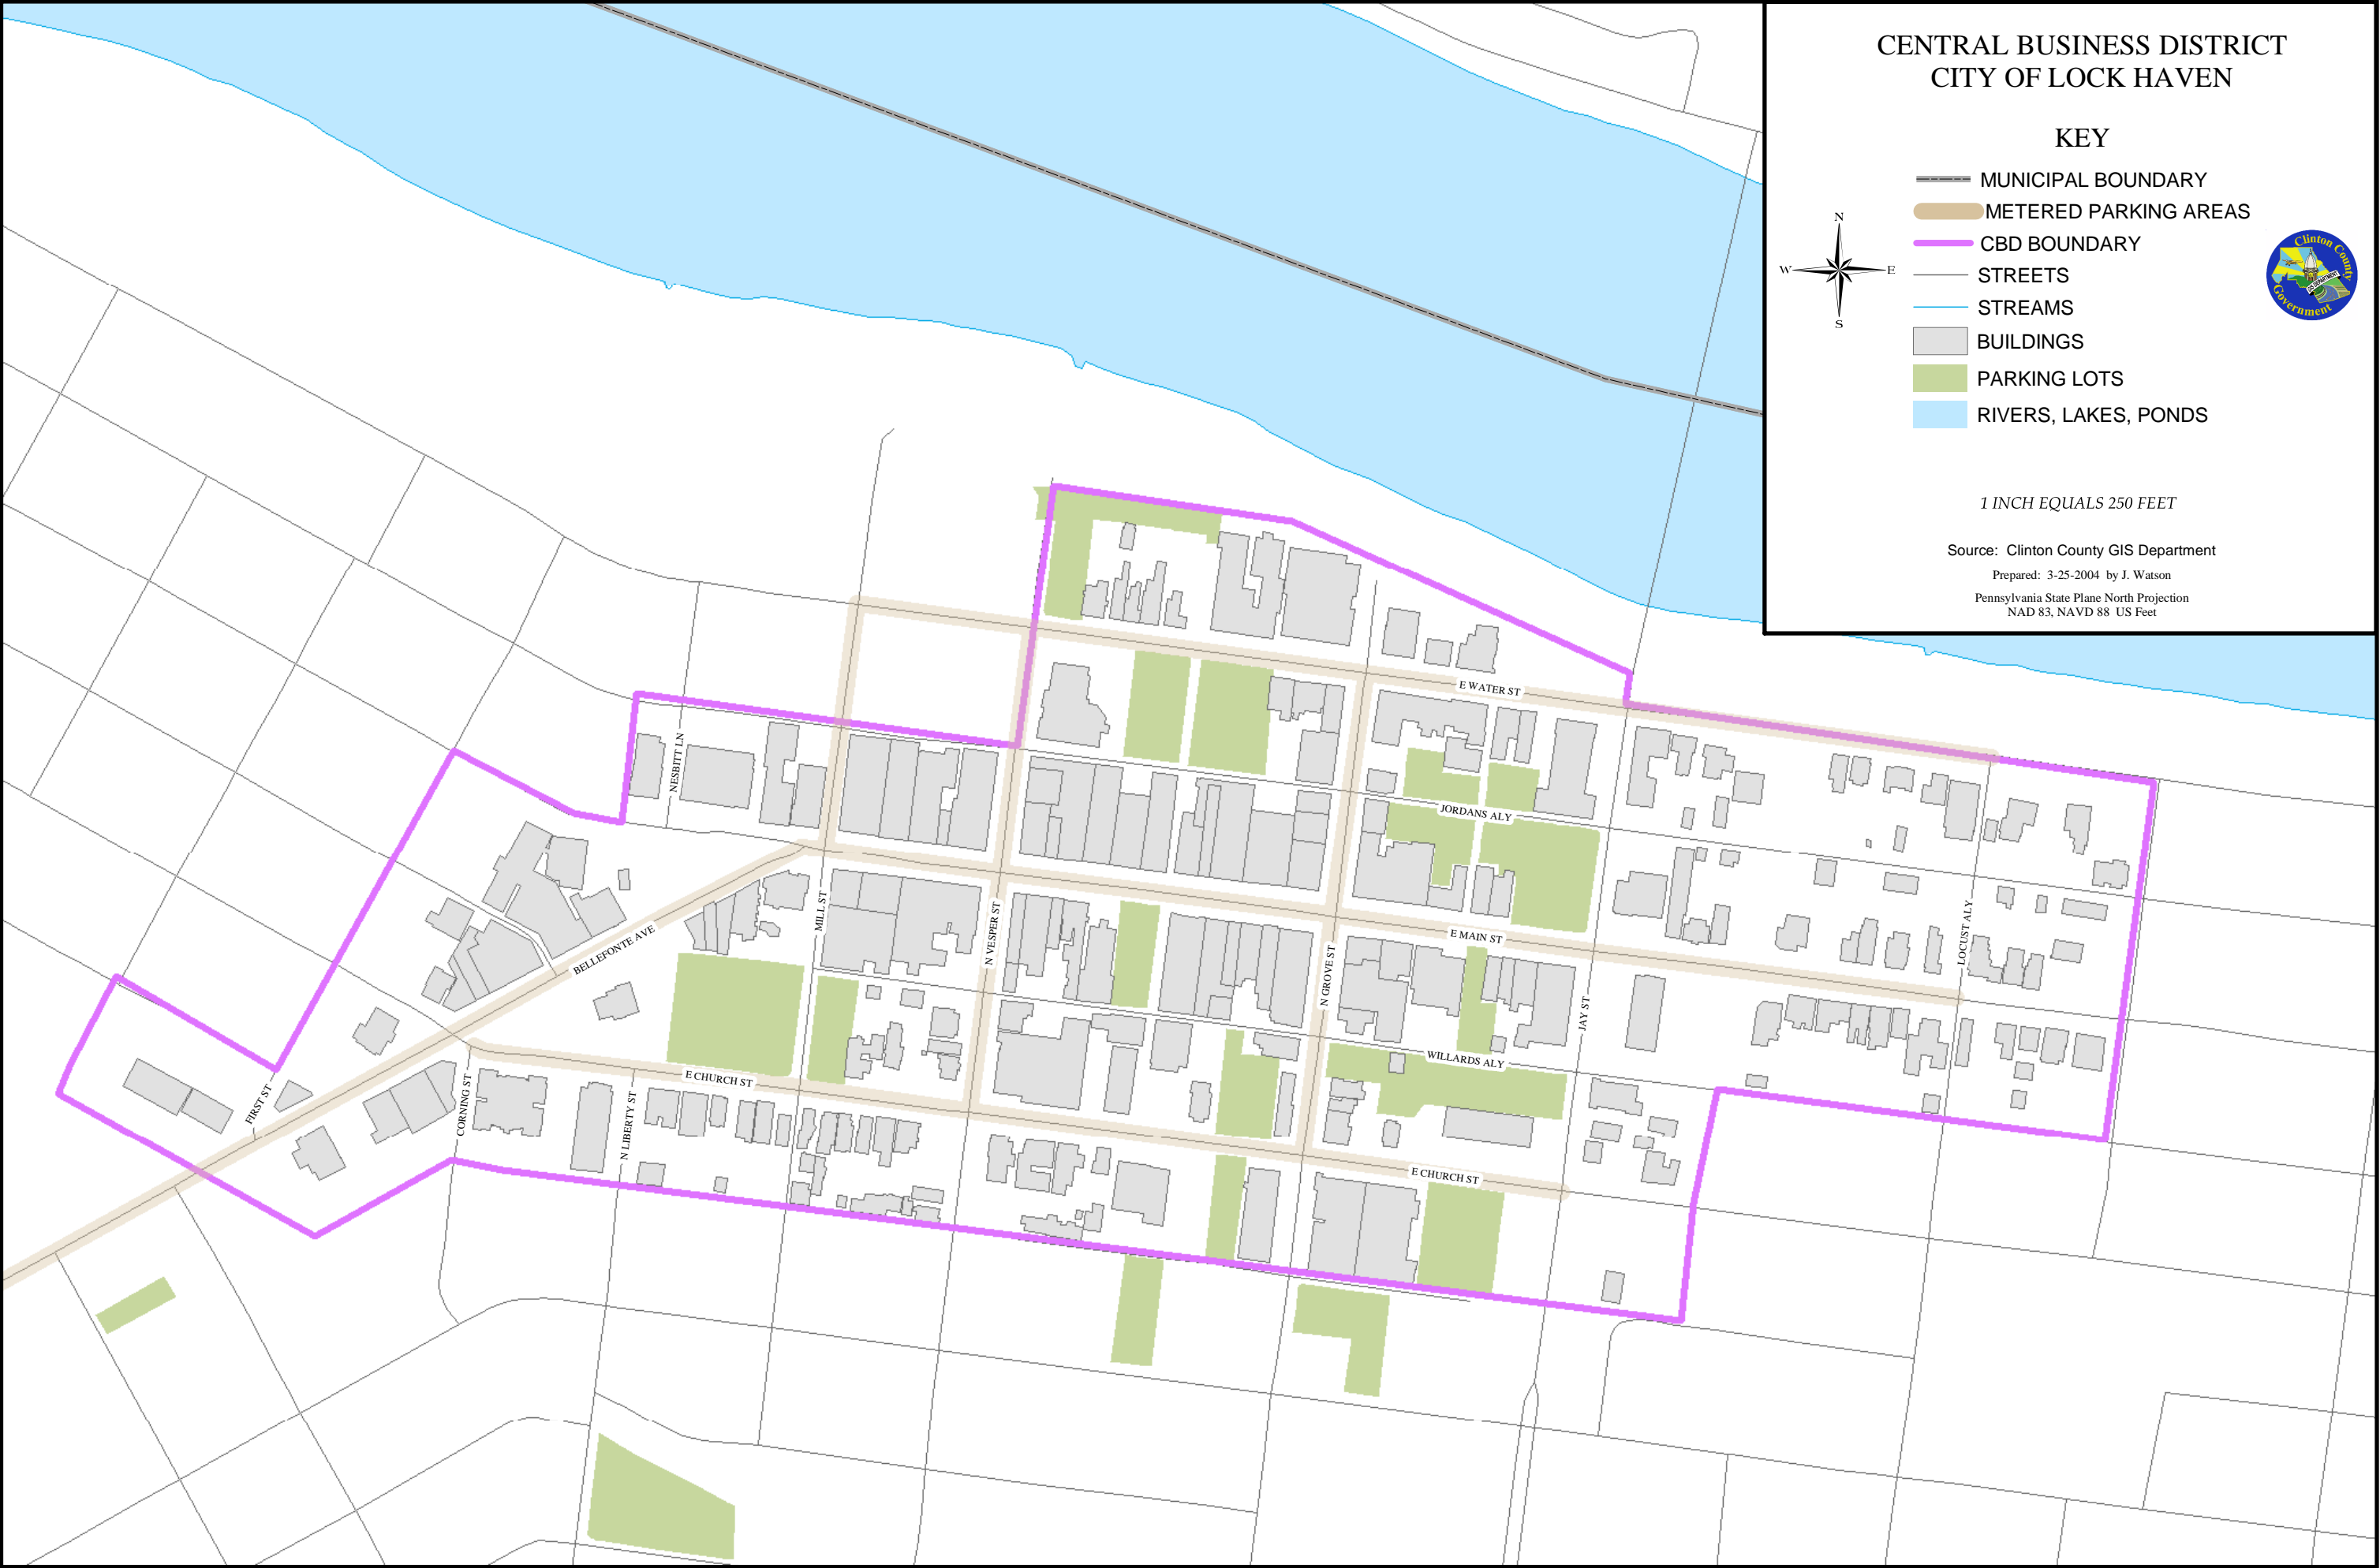 CENTRAL BUSINESS DISTRICT
CITY OF LOCK HAVEN
KEY
MUNICIPAL BOUNDARY
METERED PARKING AREAS
CBD BOUNDARY
STREETS
STREAMS
BUILDINGS
PARKING LOTS
RIVERS, LAKES, PONDS
N
W
E
S
Clinton County
Government
1 INCH EQUALS 250 FEET
Source: Clinton County GIS Department
Prepared: 3-25-2004 by J. Watson
Pennsylvania State Plane North Projection
NAD 83, NAVD 88 US Feet
E WATER ST
NESBITT LN
JORDANS ALY
MILL ST
N VESPER ST
BELLEFONTE AVE
E MAIN ST
LOCUST ALY
N GROVE ST
JAY ST
WILLARDS ALY
E CHURCH ST
FIRST ST
CORNING ST
N LIBERTY ST
E CHURCH ST